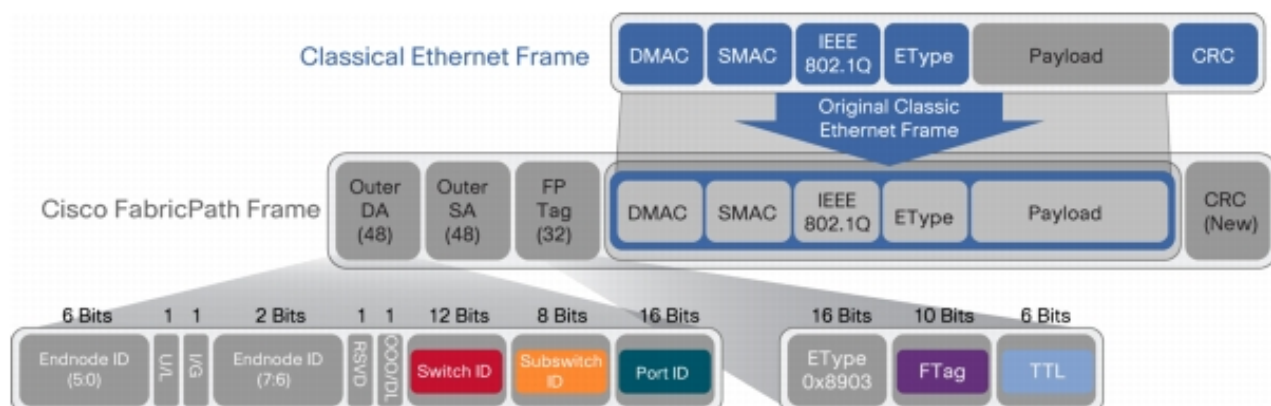 Classical Ethernet Frame
DMAC SMAC IEEE 802.1Q EType Payload CRC
Original Classic
Ethernet Frame
Cisco FabricPath Frame
Outer DA (48) Outer SA (48) FP Tag (32) DMAC SMAC IEEE 802.1Q EType Payload CRC (New)
6 Bits 1 1 2 Bits 1 1 12 Bits 8 Bits 16 Bits 16 Bits 10 Bits 6 Bits
Endnode ID (5:0) U/L I/G Endnode ID (7:6) RSVD OOO/DL Switch ID Subswitch ID Port ID EType 0x8903 FTag TTL